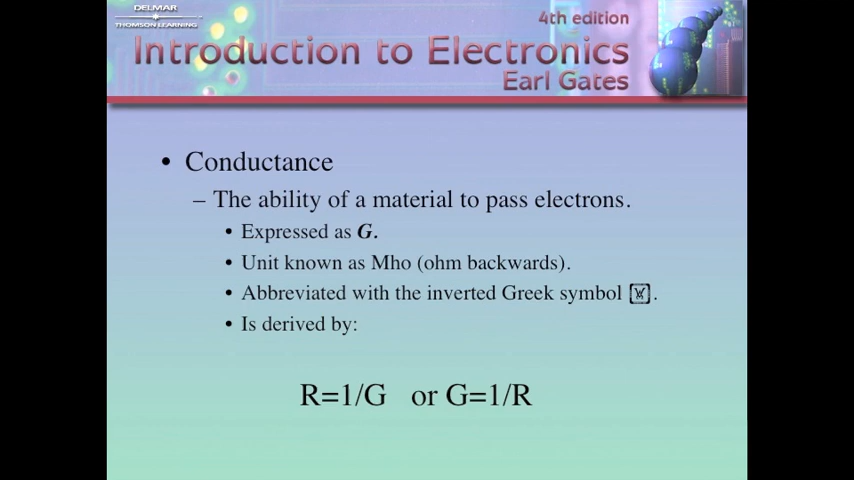 DELMAR
THOMSON LEARNING
4th edition
Introduction to Electronics
Earl Gates
• Conductance
– The ability of a material to pass electrons.
• Expressed as G.
• Unit known as Mho (ohm backwards).
• Abbreviated with the inverted Greek symbol .
• Is derived by:
R=1/G or G=1/R